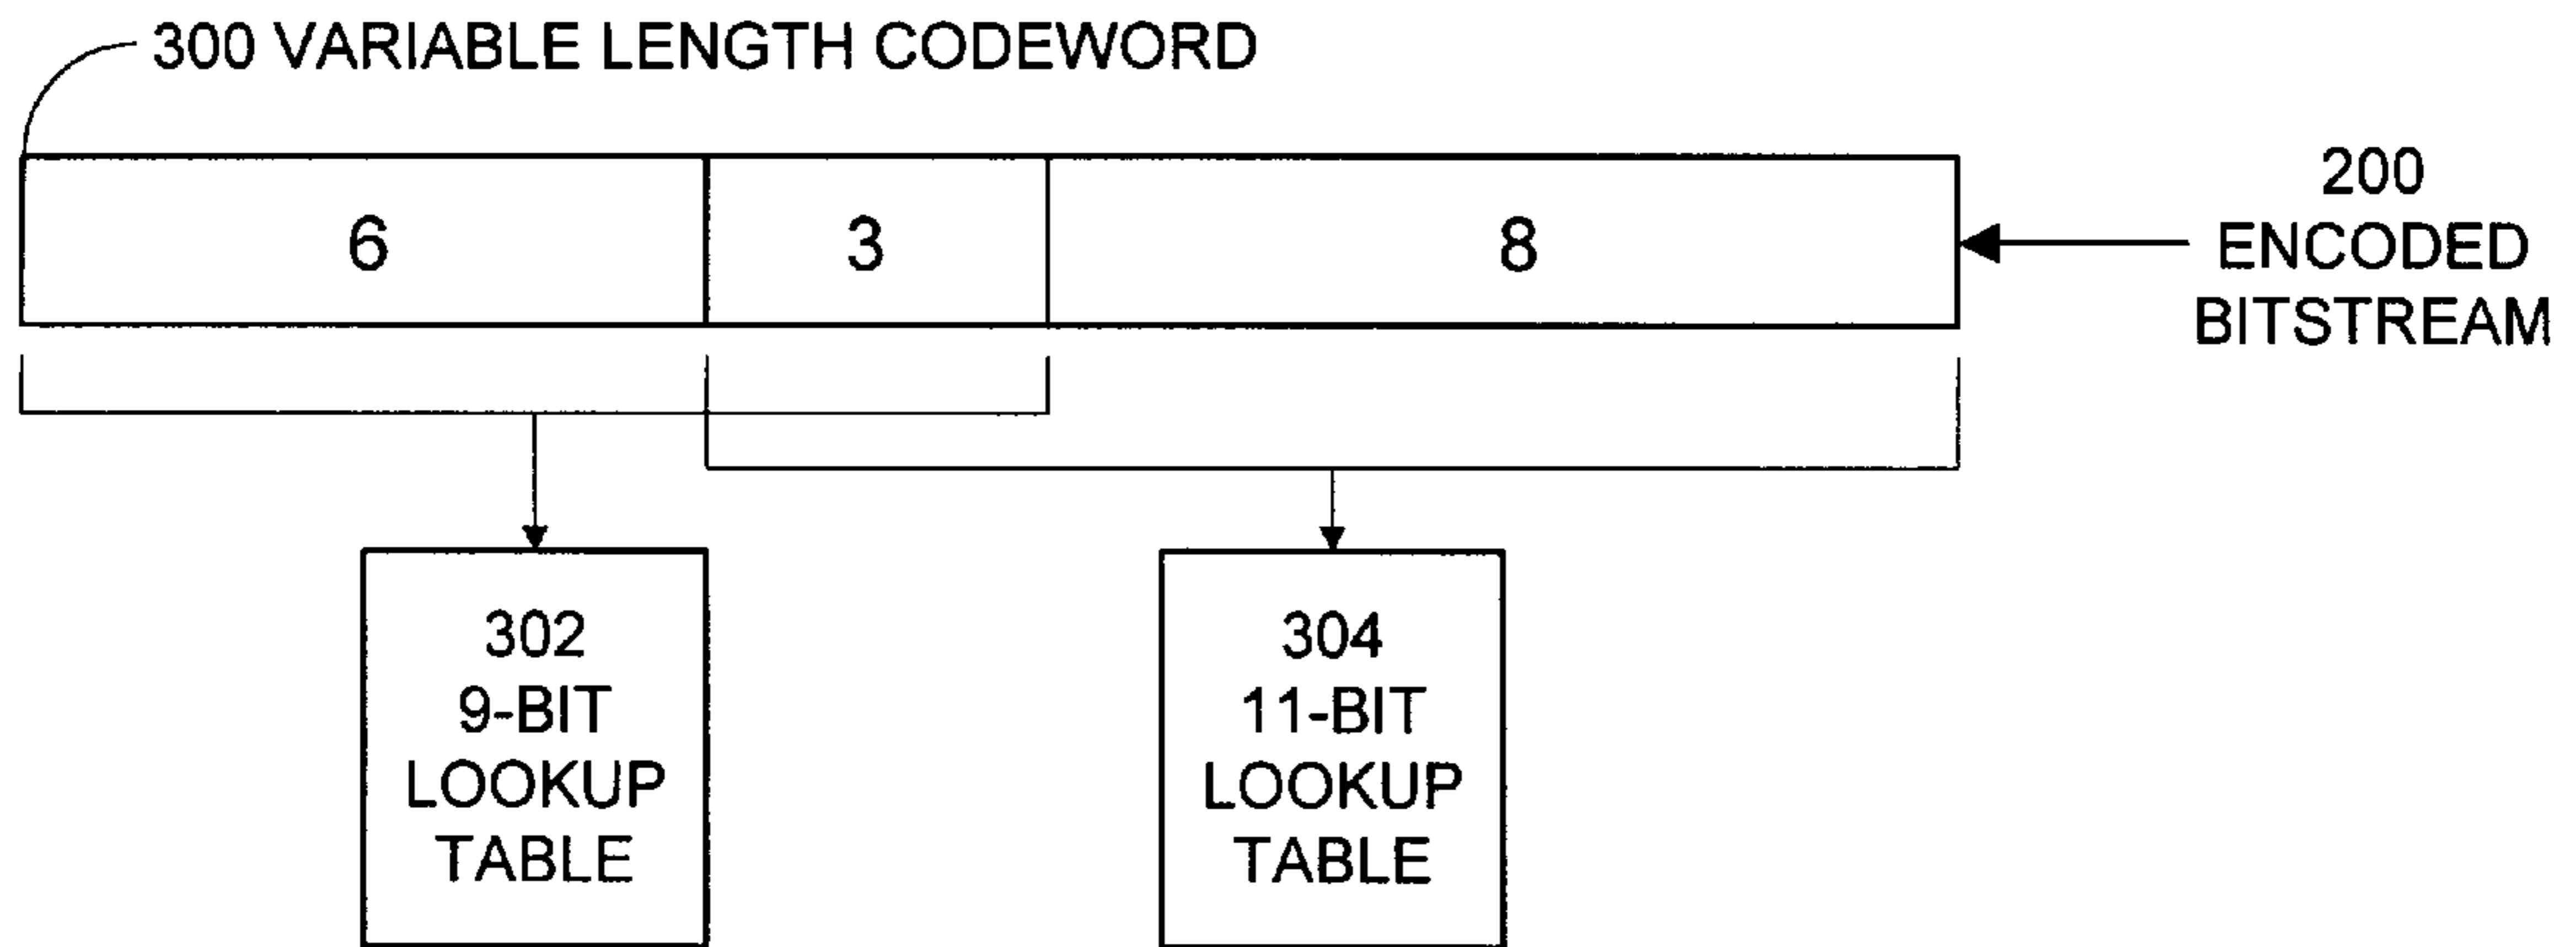 300 VARIABLE LENGTH CODEWORD
6
3
8
200
ENCODED
BITSTREAM
302
9-BIT
LOOKUP
TABLE
304
11-BIT
LOOKUP
TABLE